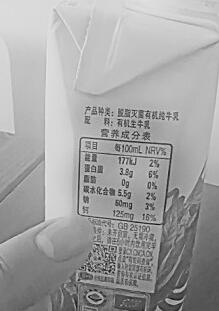 产品种类：脱脂灭菌有机纯牛乳
配　料：有机生牛乳
营养成分表
项目 每100mL NRV%
能量 177kJ 2%
蛋白质 3.8g 6%
脂肪 0g 0%
碳水化合物 5.5g 2%
钠 60mg 3%
钙 125mg 16%
GB 25190